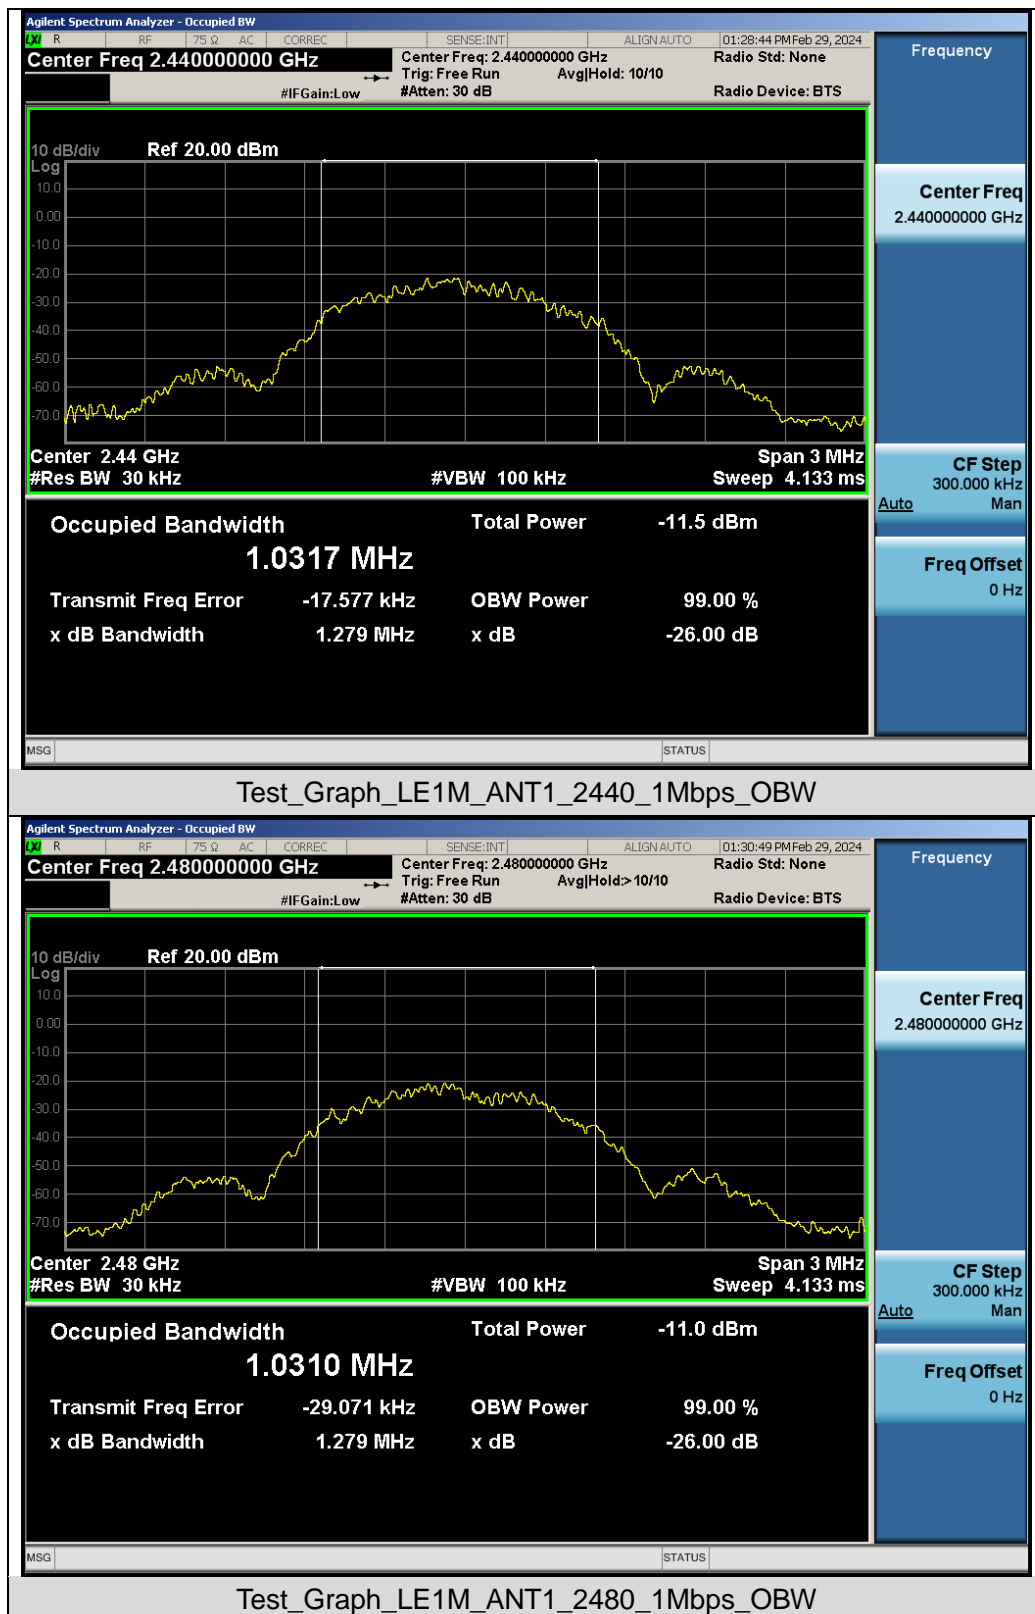 Agilent Spectrum Analyzer - Occupied BW
LXI R RF 75 Ω AC CORREC SENSE:INT ALIGN AUTO 01:28:44 PM Feb 29, 2024
Center Freq 2.440000000 GHz
Center Freq: 2.440000000 GHz
Radio Std: None
Trig: Free Run Avg|Hold: 10/10
#IFGain:Low #Atten: 30 dB Radio Device: BTS
Frequency
10 dB/div Ref 20.00 dBm
Log
10.0
0.00
-10.0
-20.0
-30.0
-40.0
-50.0
-60.0
-70.0
Center 2.44 GHz Span 3 MHz
#Res BW 30 kHz #VBW 100 kHz Sweep 4.133 ms
Center Freq
2.440000000 GHz
CF Step
300.000 kHz
Auto Man
Freq Offset
0 Hz
Occupied Bandwidth Total Power -11.5 dBm
1.0317 MHz
Transmit Freq Error -17.577 kHz OBW Power 99.00 %
x dB Bandwidth 1.279 MHz x dB -26.00 dB
MSG STATUS
Test_Graph_LE1M_ANT1_2440_1Mbps_OBW
Agilent Spectrum Analyzer - Occupied BW
LXI R RF 75 Ω AC CORREC SENSE:INT ALIGN AUTO 01:30:49 PM Feb 29, 2024
Center Freq 2.480000000 GHz
Center Freq: 2.480000000 GHz
Radio Std: None
Trig: Free Run Avg|Hold:> 10/10
#IFGain:Low #Atten: 30 dB Radio Device: BTS
Frequency
10 dB/div Ref 20.00 dBm
Log
10.0
0.00
-10.0
-20.0
-30.0
-40.0
-50.0
-60.0
-70.0
Center 2.48 GHz Span 3 MHz
#Res BW 30 kHz #VBW 100 kHz Sweep 4.133 ms
Center Freq
2.480000000 GHz
CF Step
300.000 kHz
Auto Man
Freq Offset
0 Hz
Occupied Bandwidth Total Power -11.0 dBm
1.0310 MHz
Transmit Freq Error -29.071 kHz OBW Power 99.00 %
x dB Bandwidth 1.279 MHz x dB -26.00 dB
MSG STATUS
Test_Graph_LE1M_ANT1_2480_1Mbps_OBW